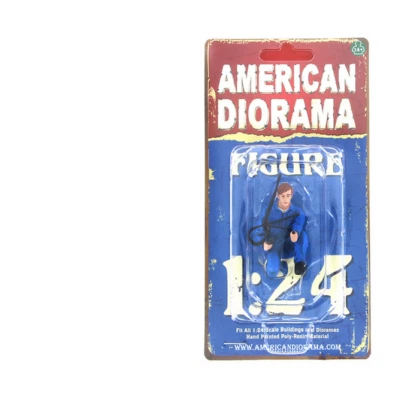 14+
AMERICAN
DIORAMA
FIGURE
1:24
Fit All 1:24 Scale Buildings and Dioramas
Hand Painted Poly-Resin Material
WWW.AMERICANDIORAMA.COM